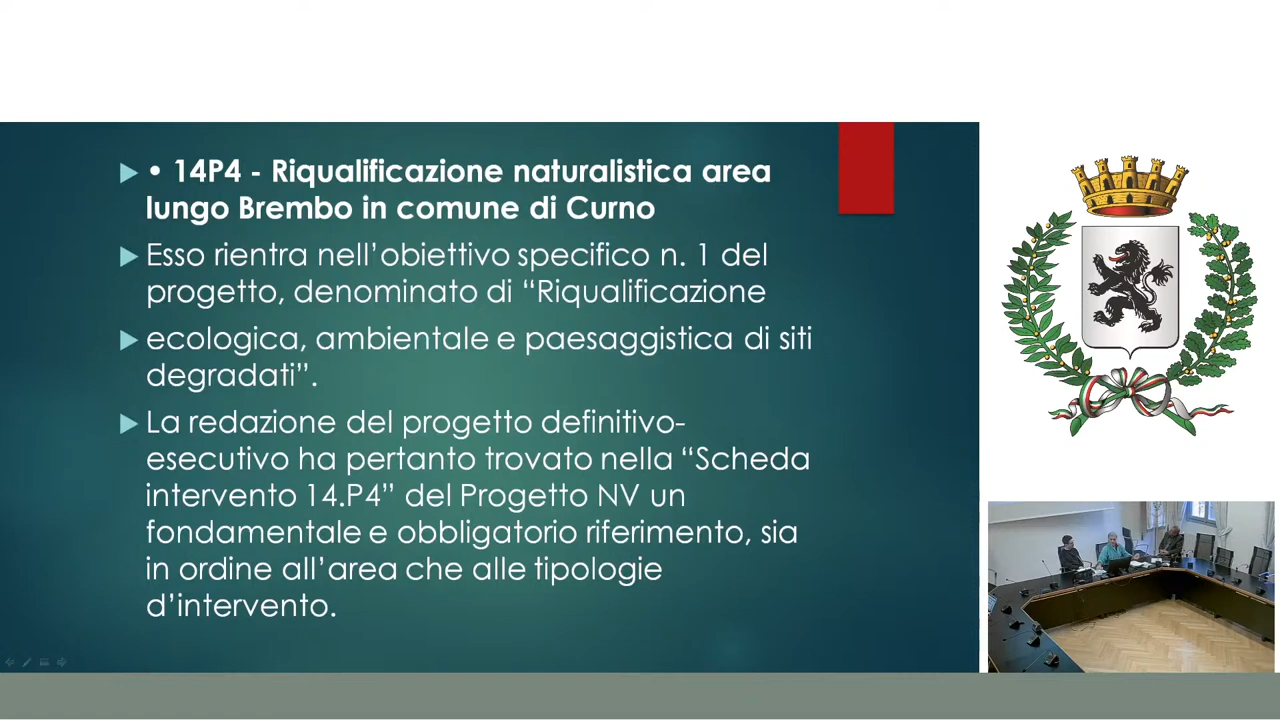 • 14P4 - Riqualificazione naturalistica area
lungo Brembo in comune di Curno
Esso rientra nell’obiettivo specifico n. 1 del
progetto, denominato di “Riqualificazione
ecologica, ambientale e paesaggistica di siti
degradati”.
La redazione del progetto definitivo-
esecutivo ha pertanto trovato nella “Scheda
intervento 14.P4” del Progetto NV un
fondamentale e obbligatorio riferimento, sia
in ordine all’area che alle tipologie
d’intervento.